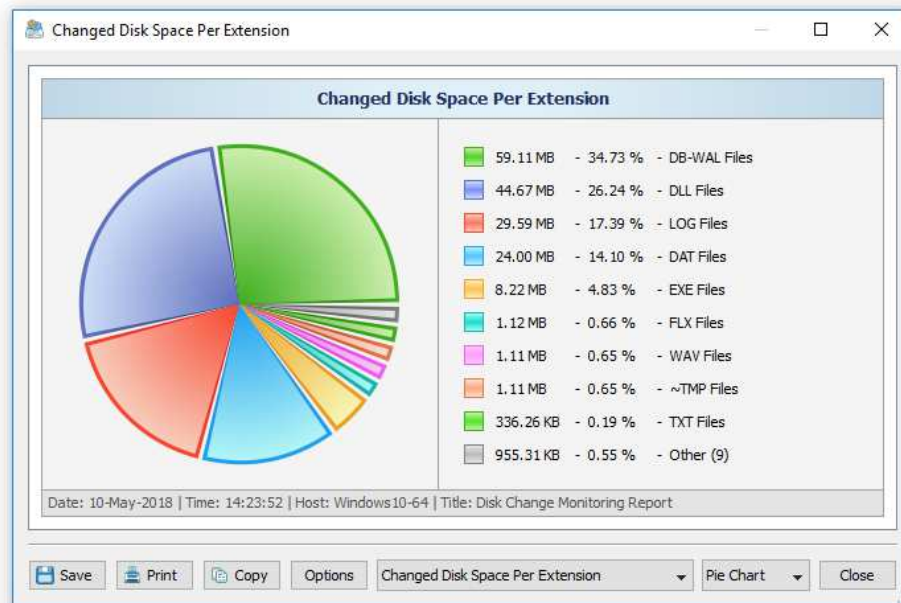 Changed Disk Space Per Extension
Changed Disk Space Per Extension
59.11 MB - 34.73 % - DB-WAL Files
44.67 MB - 26.24 % - DLL Files
29.59 MB - 17.39 % - LOG Files
24.00 MB - 14.10 % - DAT Files
8.22 MB - 4.83 % - EXE Files
1.12 MB - 0.66 % - FLX Files
1.11 MB - 0.65 % - WAV Files
1.11 MB - 0.65 % - ~TMP Files
336.26 KB - 0.19 % - TXT Files
955.31 KB - 0.55 % - Other (9)
Date: 10-May-2018 | Time: 14:23:52 | Host: Windows10-64 | Title: Disk Change Monitoring Report
Save Print Copy Options Changed Disk Space Per Extension Pie Chart Close